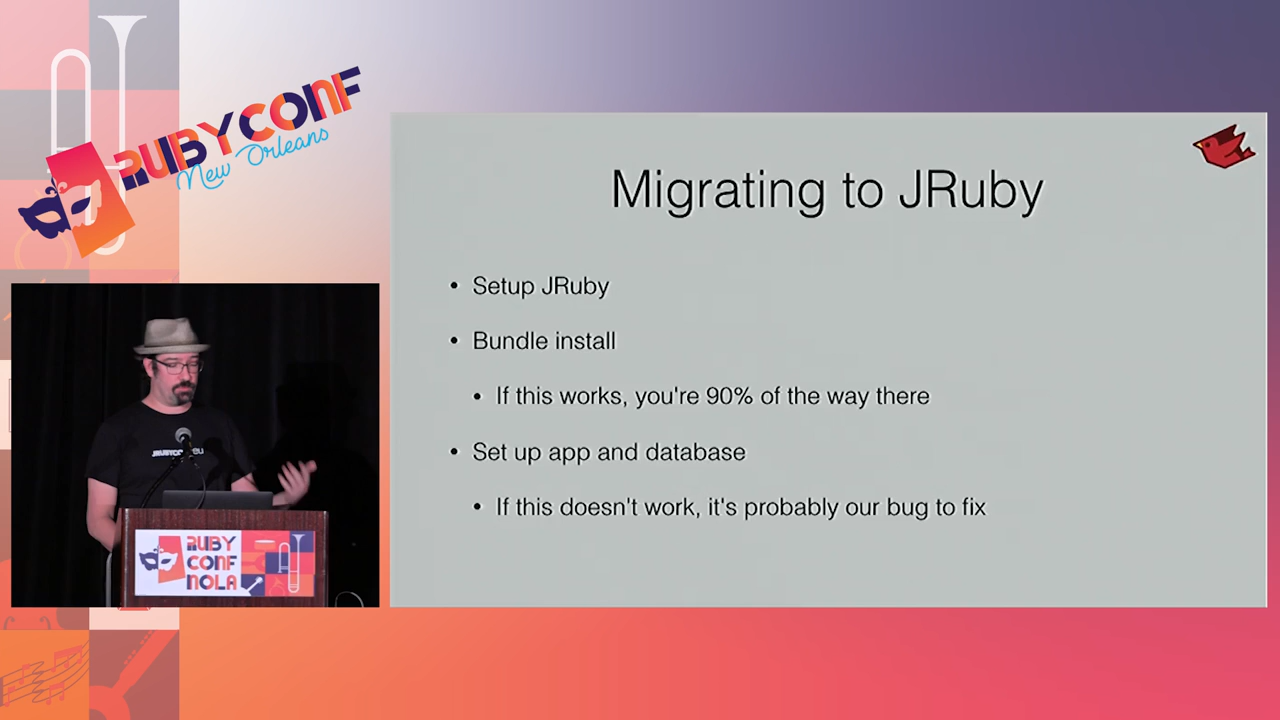 RUBYCONF
New Orleans
Migrating to JRuby
• Setup JRuby
• Bundle install
• If this works, you're 90% of the way there
• Set up app and database
• If this doesn't work, it's probably our bug to fix
RUBY
CONF
NOLA